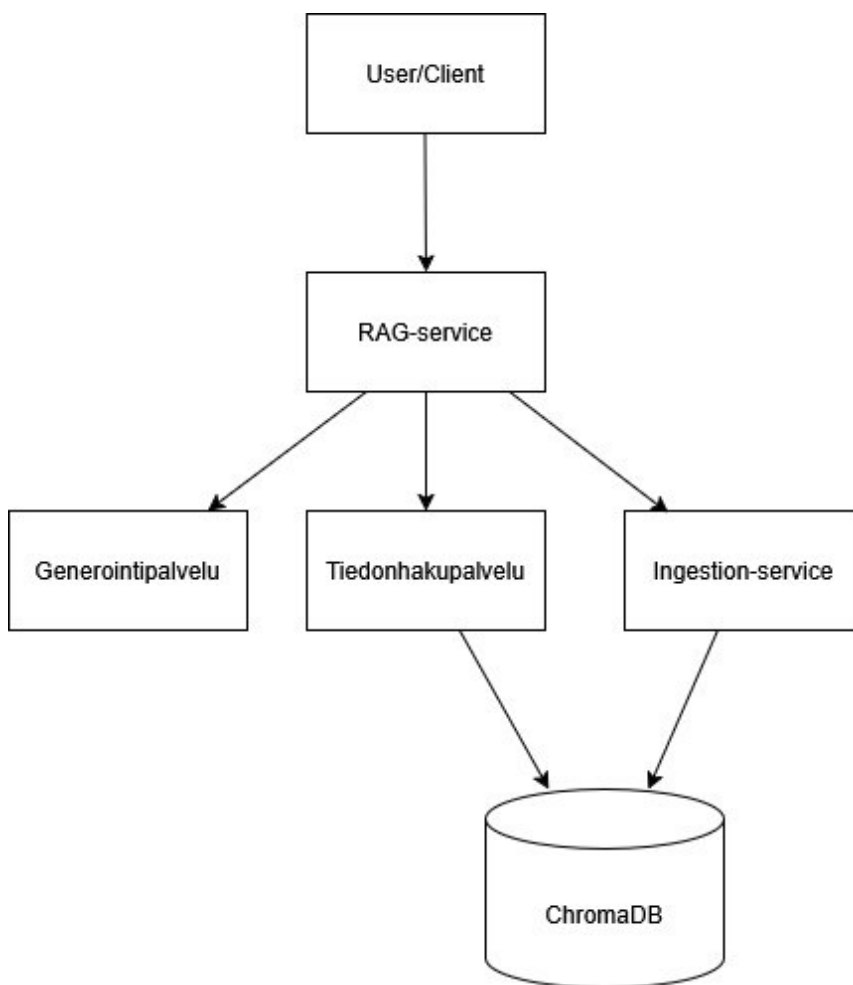 User/Client
RAG-service
Generointipalvelu
Tiedonhakupalvelu
Ingestion-service
ChromaDB